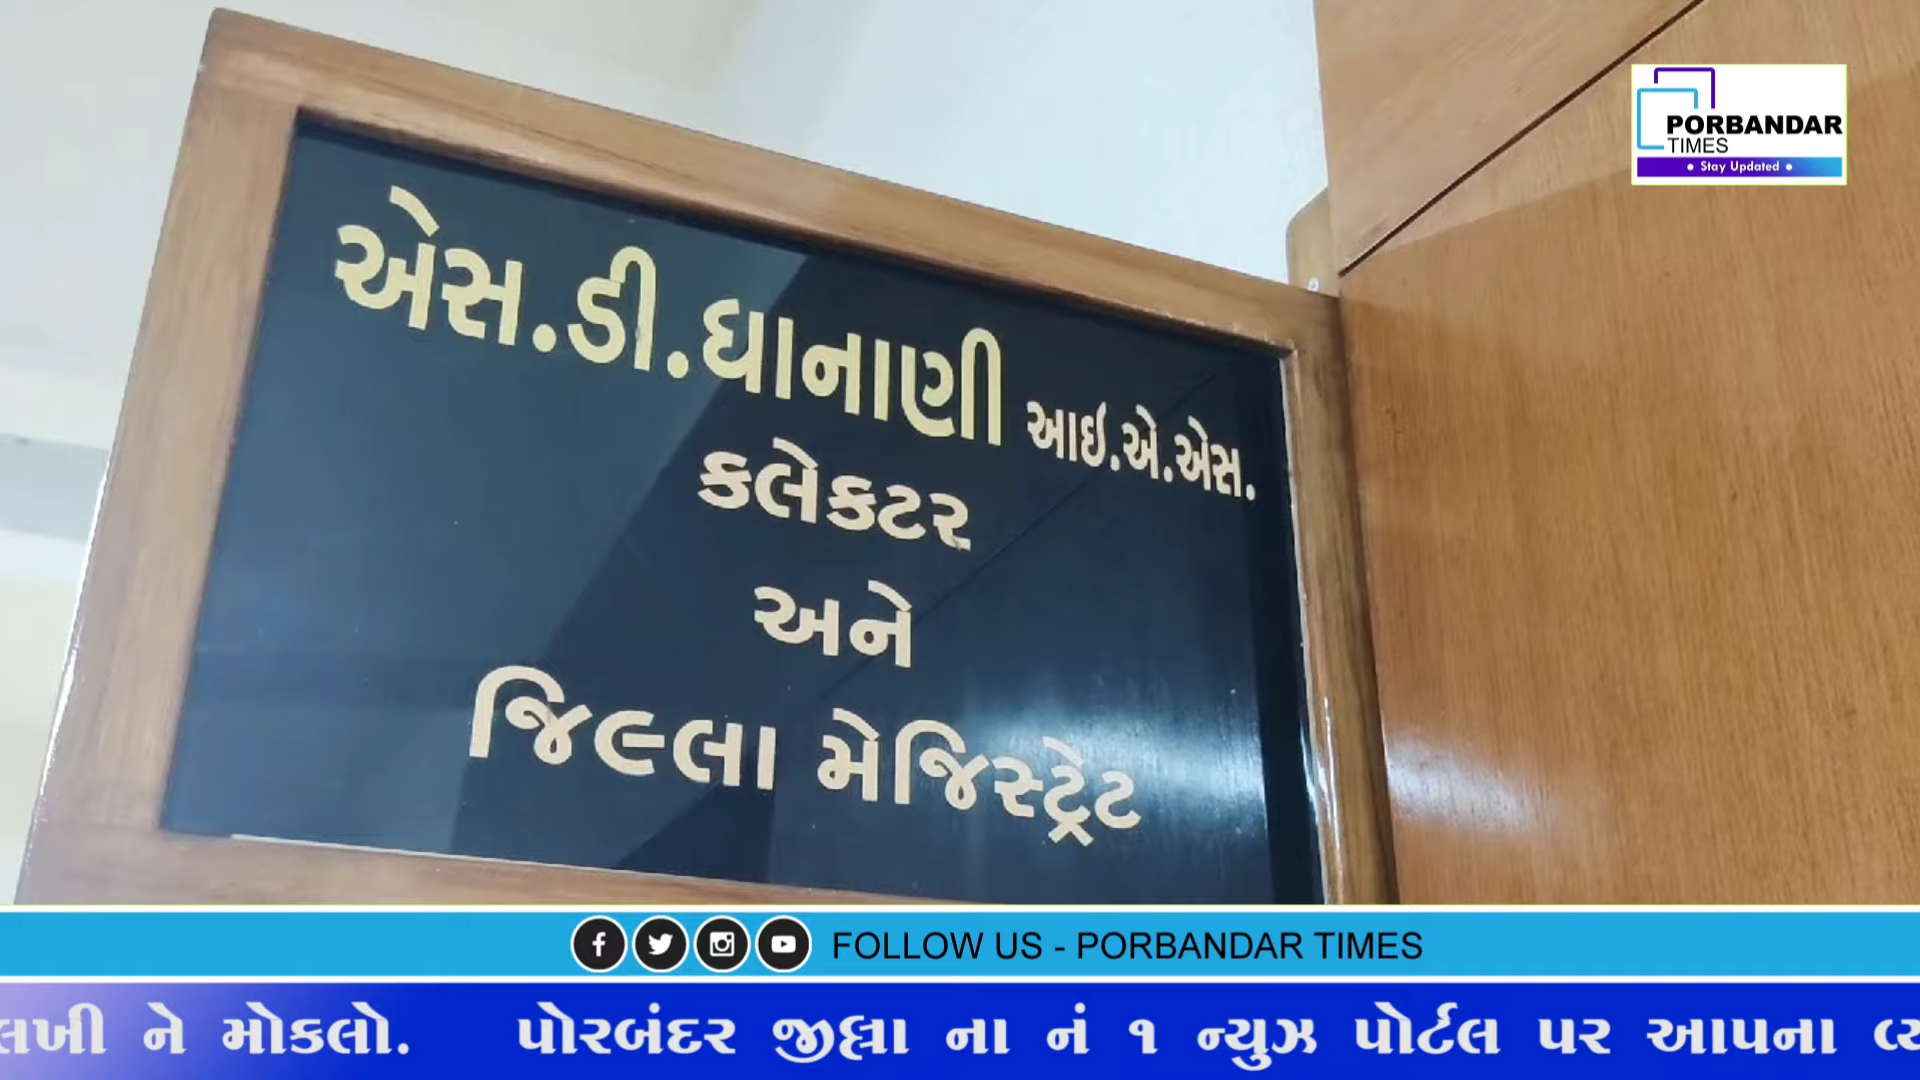 PORBANDAR
TIMES
• Stay Updated •
એસ.ડી.ધાનાણી આઇ.એ.એસ.
કલેકટર
અને
જિલ્લા મેજિસ્ટ્રેટ
FOLLOW US - PORBANDAR TIMES
લખી ને મોકલો. પોરબંદર જીલ્લા ના નં ૧ ન્યુઝ પોર્ટલ પર આપના